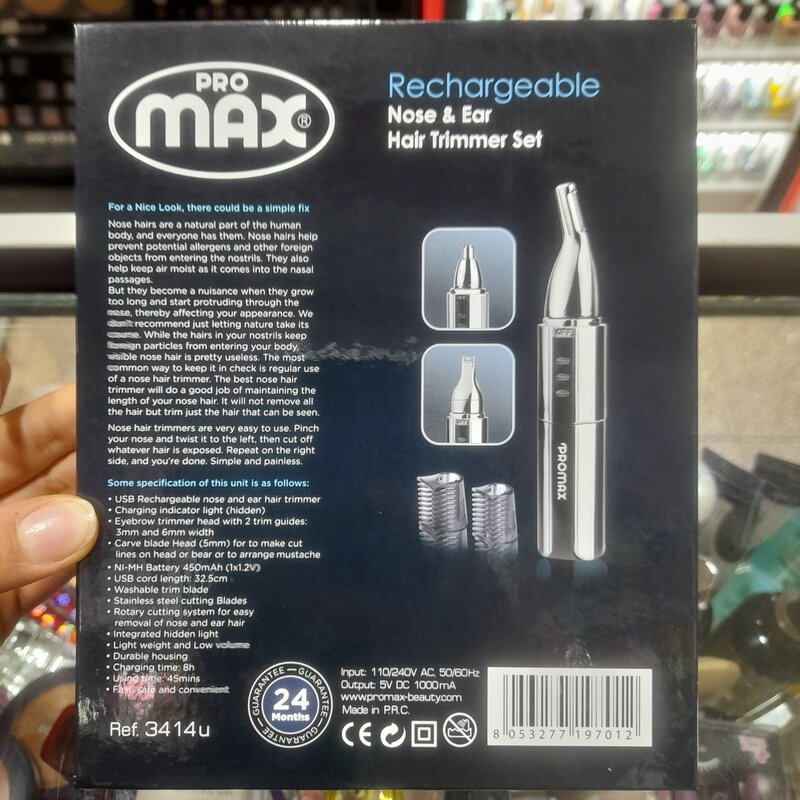 PRO
MAX®
Rechargeable
Nose & Ear
Hair Trimmer Set
For a Nice Look, there could be a simple fix
Nose hairs are a natural part of the human
body, and everyone has them. Nose hairs help
prevent potential allergens and other foreign
objects from entering the nostrils. They also
help keep air moist as it comes into the nasal
passages.
But they become a nuisance when they grow
too long and start protruding through the
nose, thereby affecting your appearance. We
don't recommend just letting nature take its
course. While the hairs in your nostrils keep
foreign particles from entering your body,
visible nose hair is pretty useless. The most
common way to keep it in check is regular use
of a nose hair trimmer. The best nose hair
trimmer will do a good job of maintaining the
length of your nose hair. It will not remove all
the hair but trim just the hair that can be seen.
Nose hair trimmers are very easy to use. Pinch
your nose and twist it to the left, then cut off
whatever hair is exposed. Repeat on the right
side, and you're done. Simple and painless.
Some specification of this unit is as follows:
• USB Rechargeable nose and ear hair trimmer
• Charging indicator light (hidden)
• Eyebrow trimmer head with 2 trim guides:
3mm and 6mm width
• Carve blade Head (5mm) for to make cut
lines on head or bear or to arrange mustache
• NI-MH Battery 450mAh (1x1.2V)
• USB cord length: 32.5cm
• Washable trim blade
• Stainless steel cutting Blades
• Rotary cutting system for easy
removal of nose and ear hair
• Integrated hidden light
• Light weight and Low volume
• Durable housing
• Charging time: 8h
• Using time: 45mins
• Fast, safe and convenient
Ref. 3414u
GUARANTEE
GUARANTEE
24
Months
GUARANTEE
GUARANTEE
Input: 110/240V AC, 50/60Hz
Output: 5V DC 1000mA
www.promax-beauty.com
Made in P.R.C.
CE
8 053277 197012
PROMAX